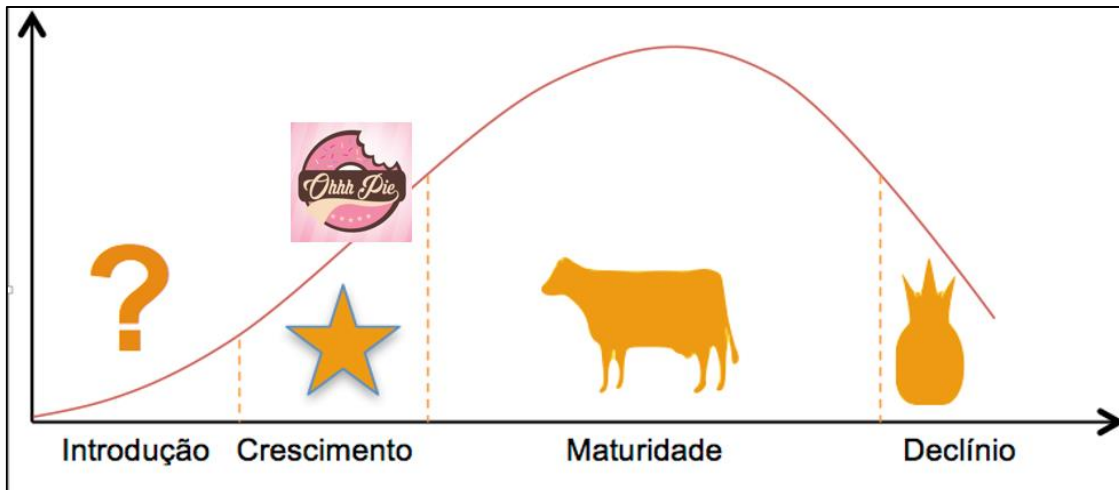 Ohhh Pie
?
Introdução
Crescimento
Maturidade
Declínio